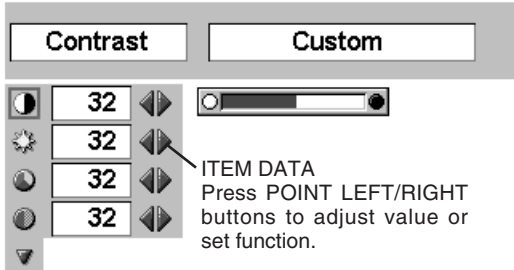 Contrast
Custom
32
32
32
32
ITEM DATA
Press POINT LEFT/RIGHT
buttons to adjust value or
set function.